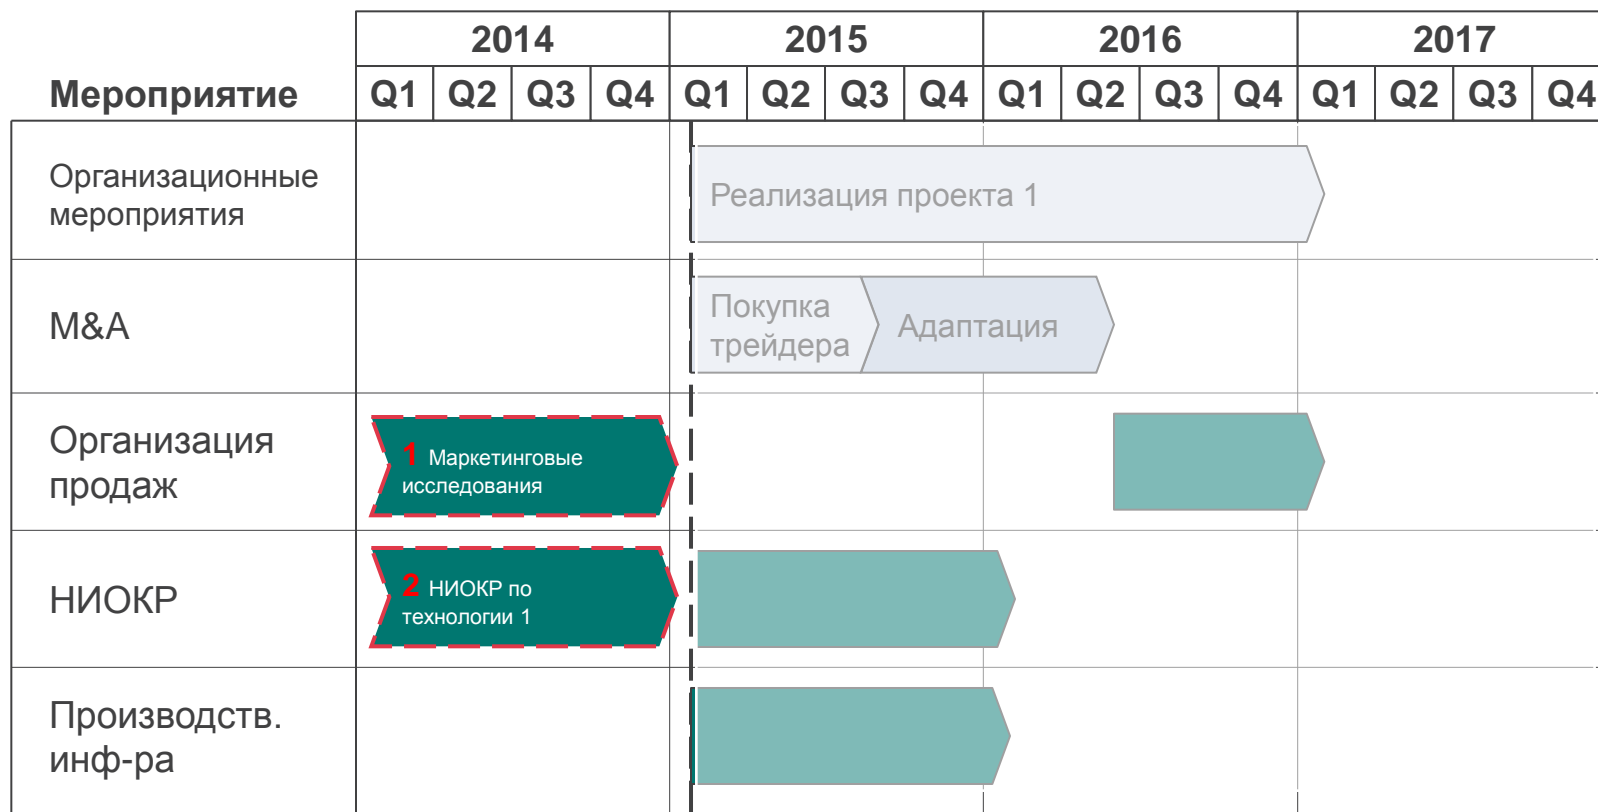 2014 2015 2016 2017
Мероприятие Q1 Q2 Q3 Q4 Q1 Q2 Q3 Q4 Q1 Q2 Q3 Q4 Q1 Q2 Q3 Q4
Организационные
мероприятия
Реализация проекта 1
M&A
Покупка
трейдера
Адаптация
Организация
продаж
1 Маркетинговые
исследования
НИОКР
2 НИОКР по
технологии 1
Производств.
инф-ра